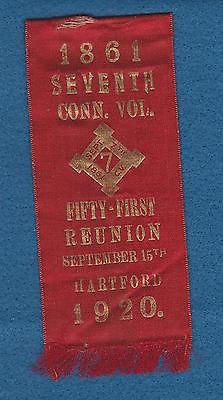 1861
SEVENTH
CONN. VOL.
7
FIFTY-FIRST
REUNION
SEPTEMBER 15TH
HARTFORD
1920.